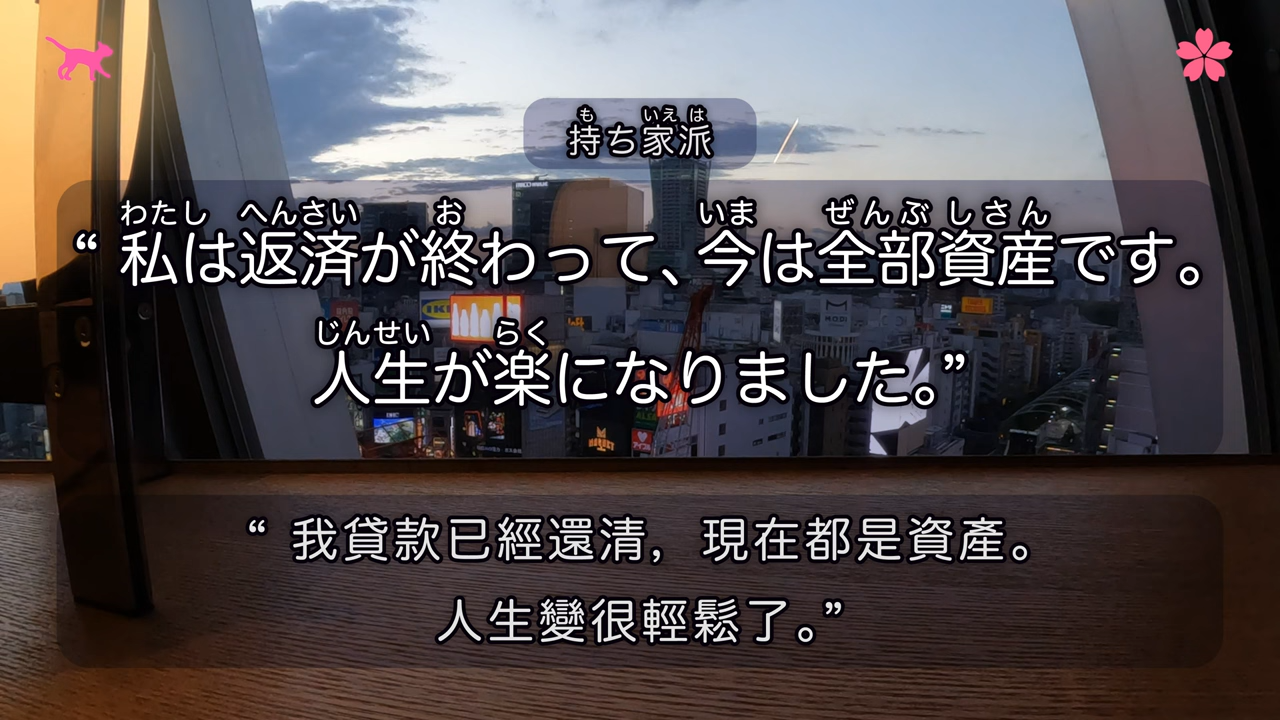 も いえ は
持ち家派
わたし へんさい お いま ぜんぶ しさん
“ 私は返済が終わって、今は全部資産です。
じんせい らく
人生が楽になりました。”
“ 我貸款已經還清，現在都是資產。
人生變很輕鬆了。”